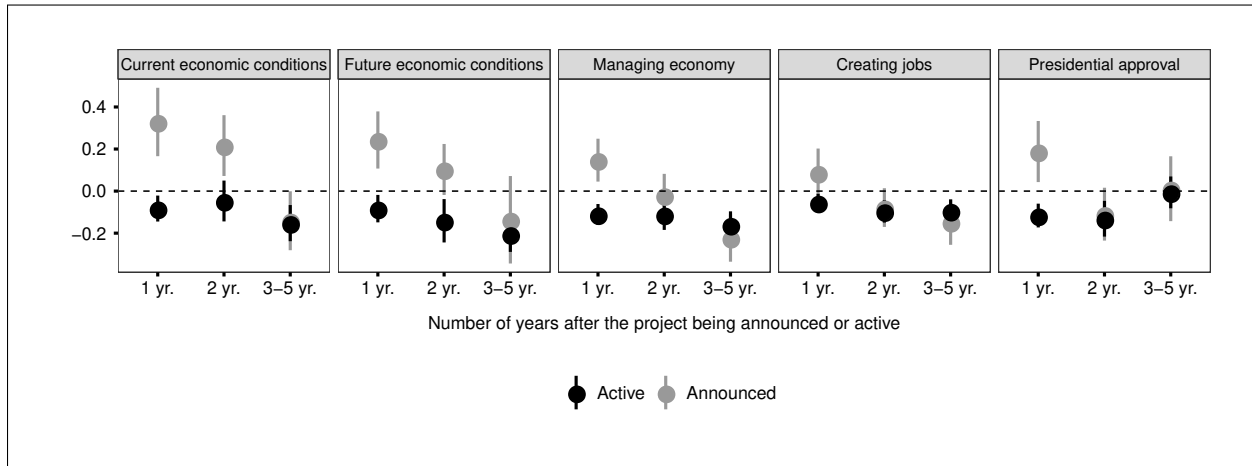 Current economic conditions Future economic conditions Managing economy Creating jobs Presidential approval
0.4
0.2
0.0
−0.2
1 yr. 2 yr. 3−5 yr. 1 yr. 2 yr. 3−5 yr. 1 yr. 2 yr. 3−5 yr. 1 yr. 2 yr. 3−5 yr. 1 yr. 2 yr. 3−5 yr.
Number of years after the project being announced or active
Active Announced